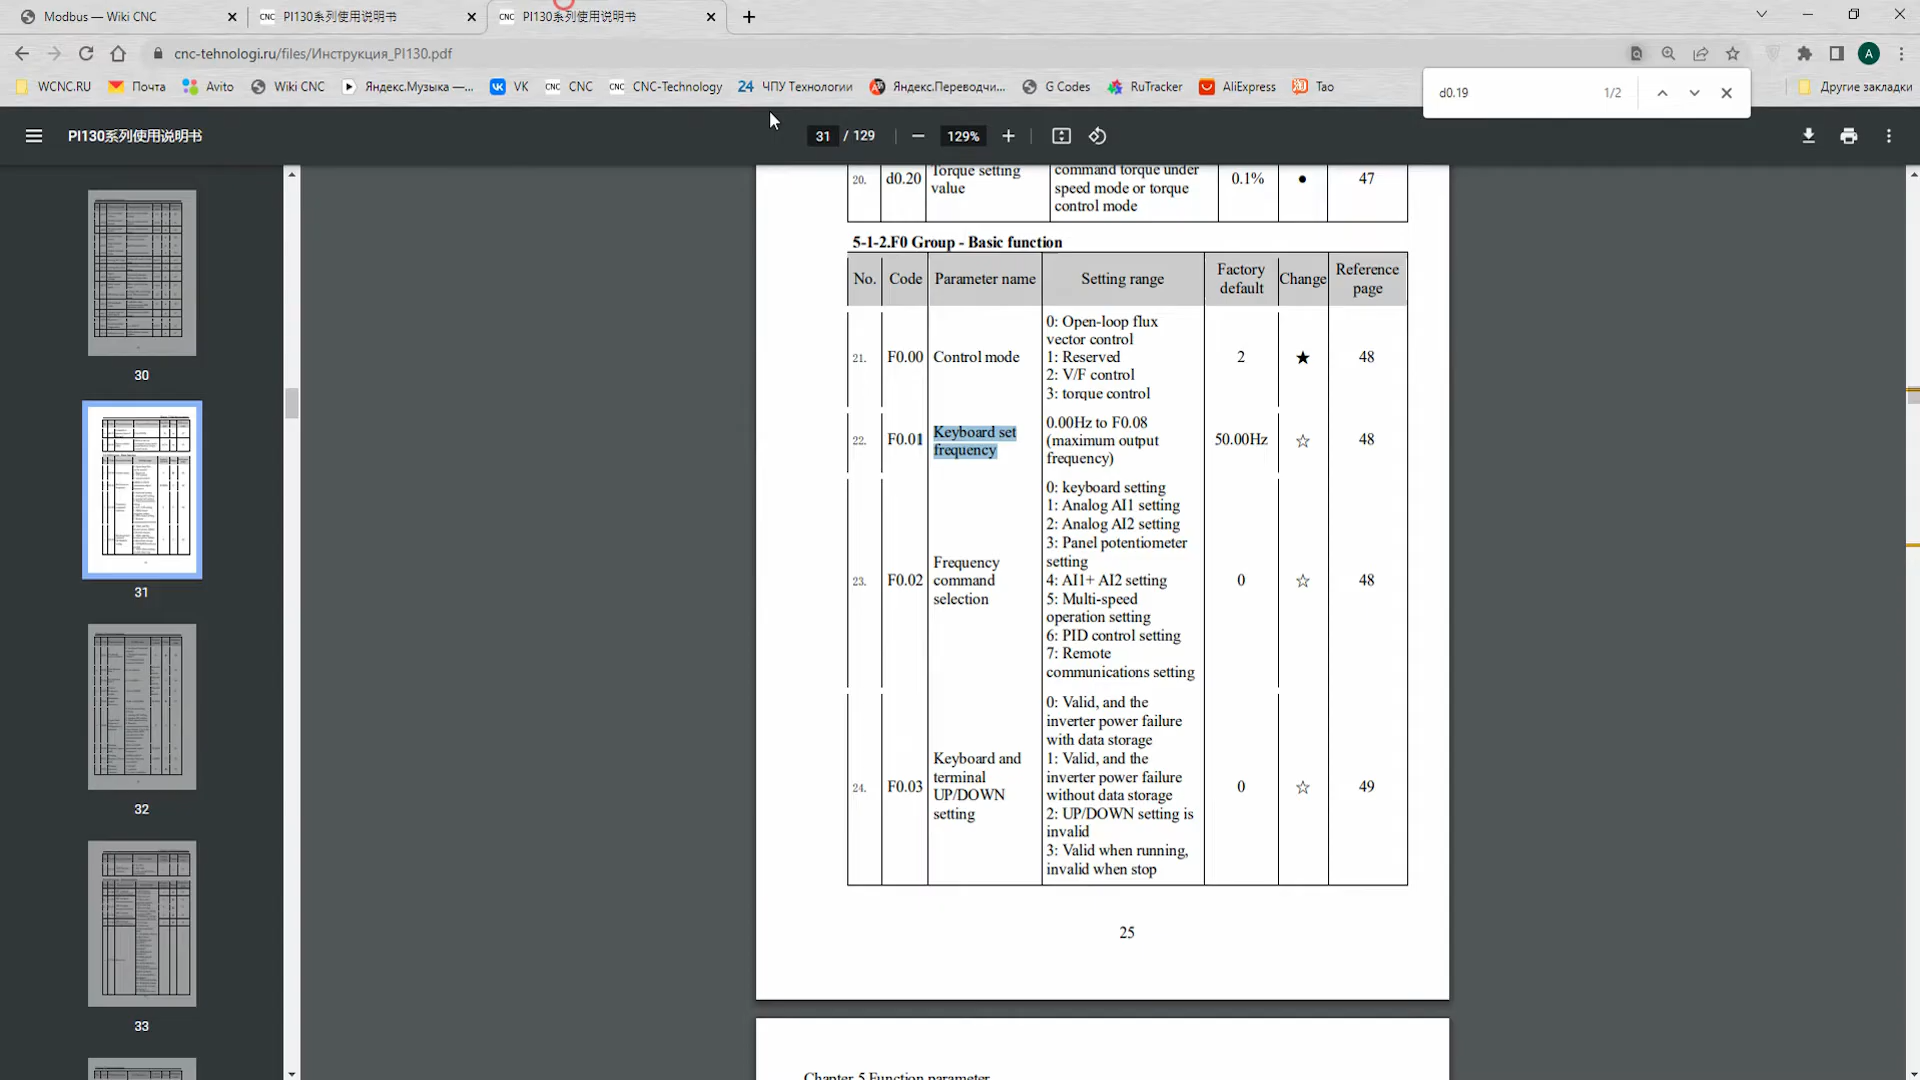 Modbus — Wiki CNC
CNC PI130系列使用说明书
CNC PI130系列使用说明书
cnc-tehnologi.ru/files/Инструкция_PI130.pdf
A
WCNC.RU
Почта
Avito
Wiki CNC
Яндекс.Музыка —...
VK
CNC CNC
CNC CNC-Technology
24 ЧПУ Технологии
Яндекс.Переводчи...
G Codes
RuTracker
AliExpress
Tao
Другие закладки
d0.19 1/2
PI130系列使用说明书
31 / 129
129%
30
31
32
33
20. d0.20 Torque setting value command torque under speed mode or torque control mode 0.1% ● 47
5-1-2.F0 Group - Basic function
No. Code Parameter name Setting range Factory default Change Reference page
21. F0.00 Control mode
0: Open-loop flux
vector control
1: Reserved
2: V/F control
3: torque control
2 ★ 48
22. F0.01 Keyboard set frequency
0.00Hz to F0.08
(maximum output
frequency)
50.00Hz ☆ 48
23. F0.02 Frequency command selection
0: keyboard setting
1: Analog AI1 setting
2: Analog AI2 setting
3: Panel potentiometer
setting
4: AI1+ AI2 setting
5: Multi-speed
operation setting
6: PID control setting
7: Remote
communications setting
0 ☆ 48
24. F0.03 Keyboard and terminal UP/DOWN setting
0: Valid, and the
inverter power failure
with data storage
1: Valid, and the
inverter power failure
without data storage
2: UP/DOWN setting is
invalid
3: Valid when running,
invalid when stop
0 ☆ 49
25
Chapter 5 Function parameter